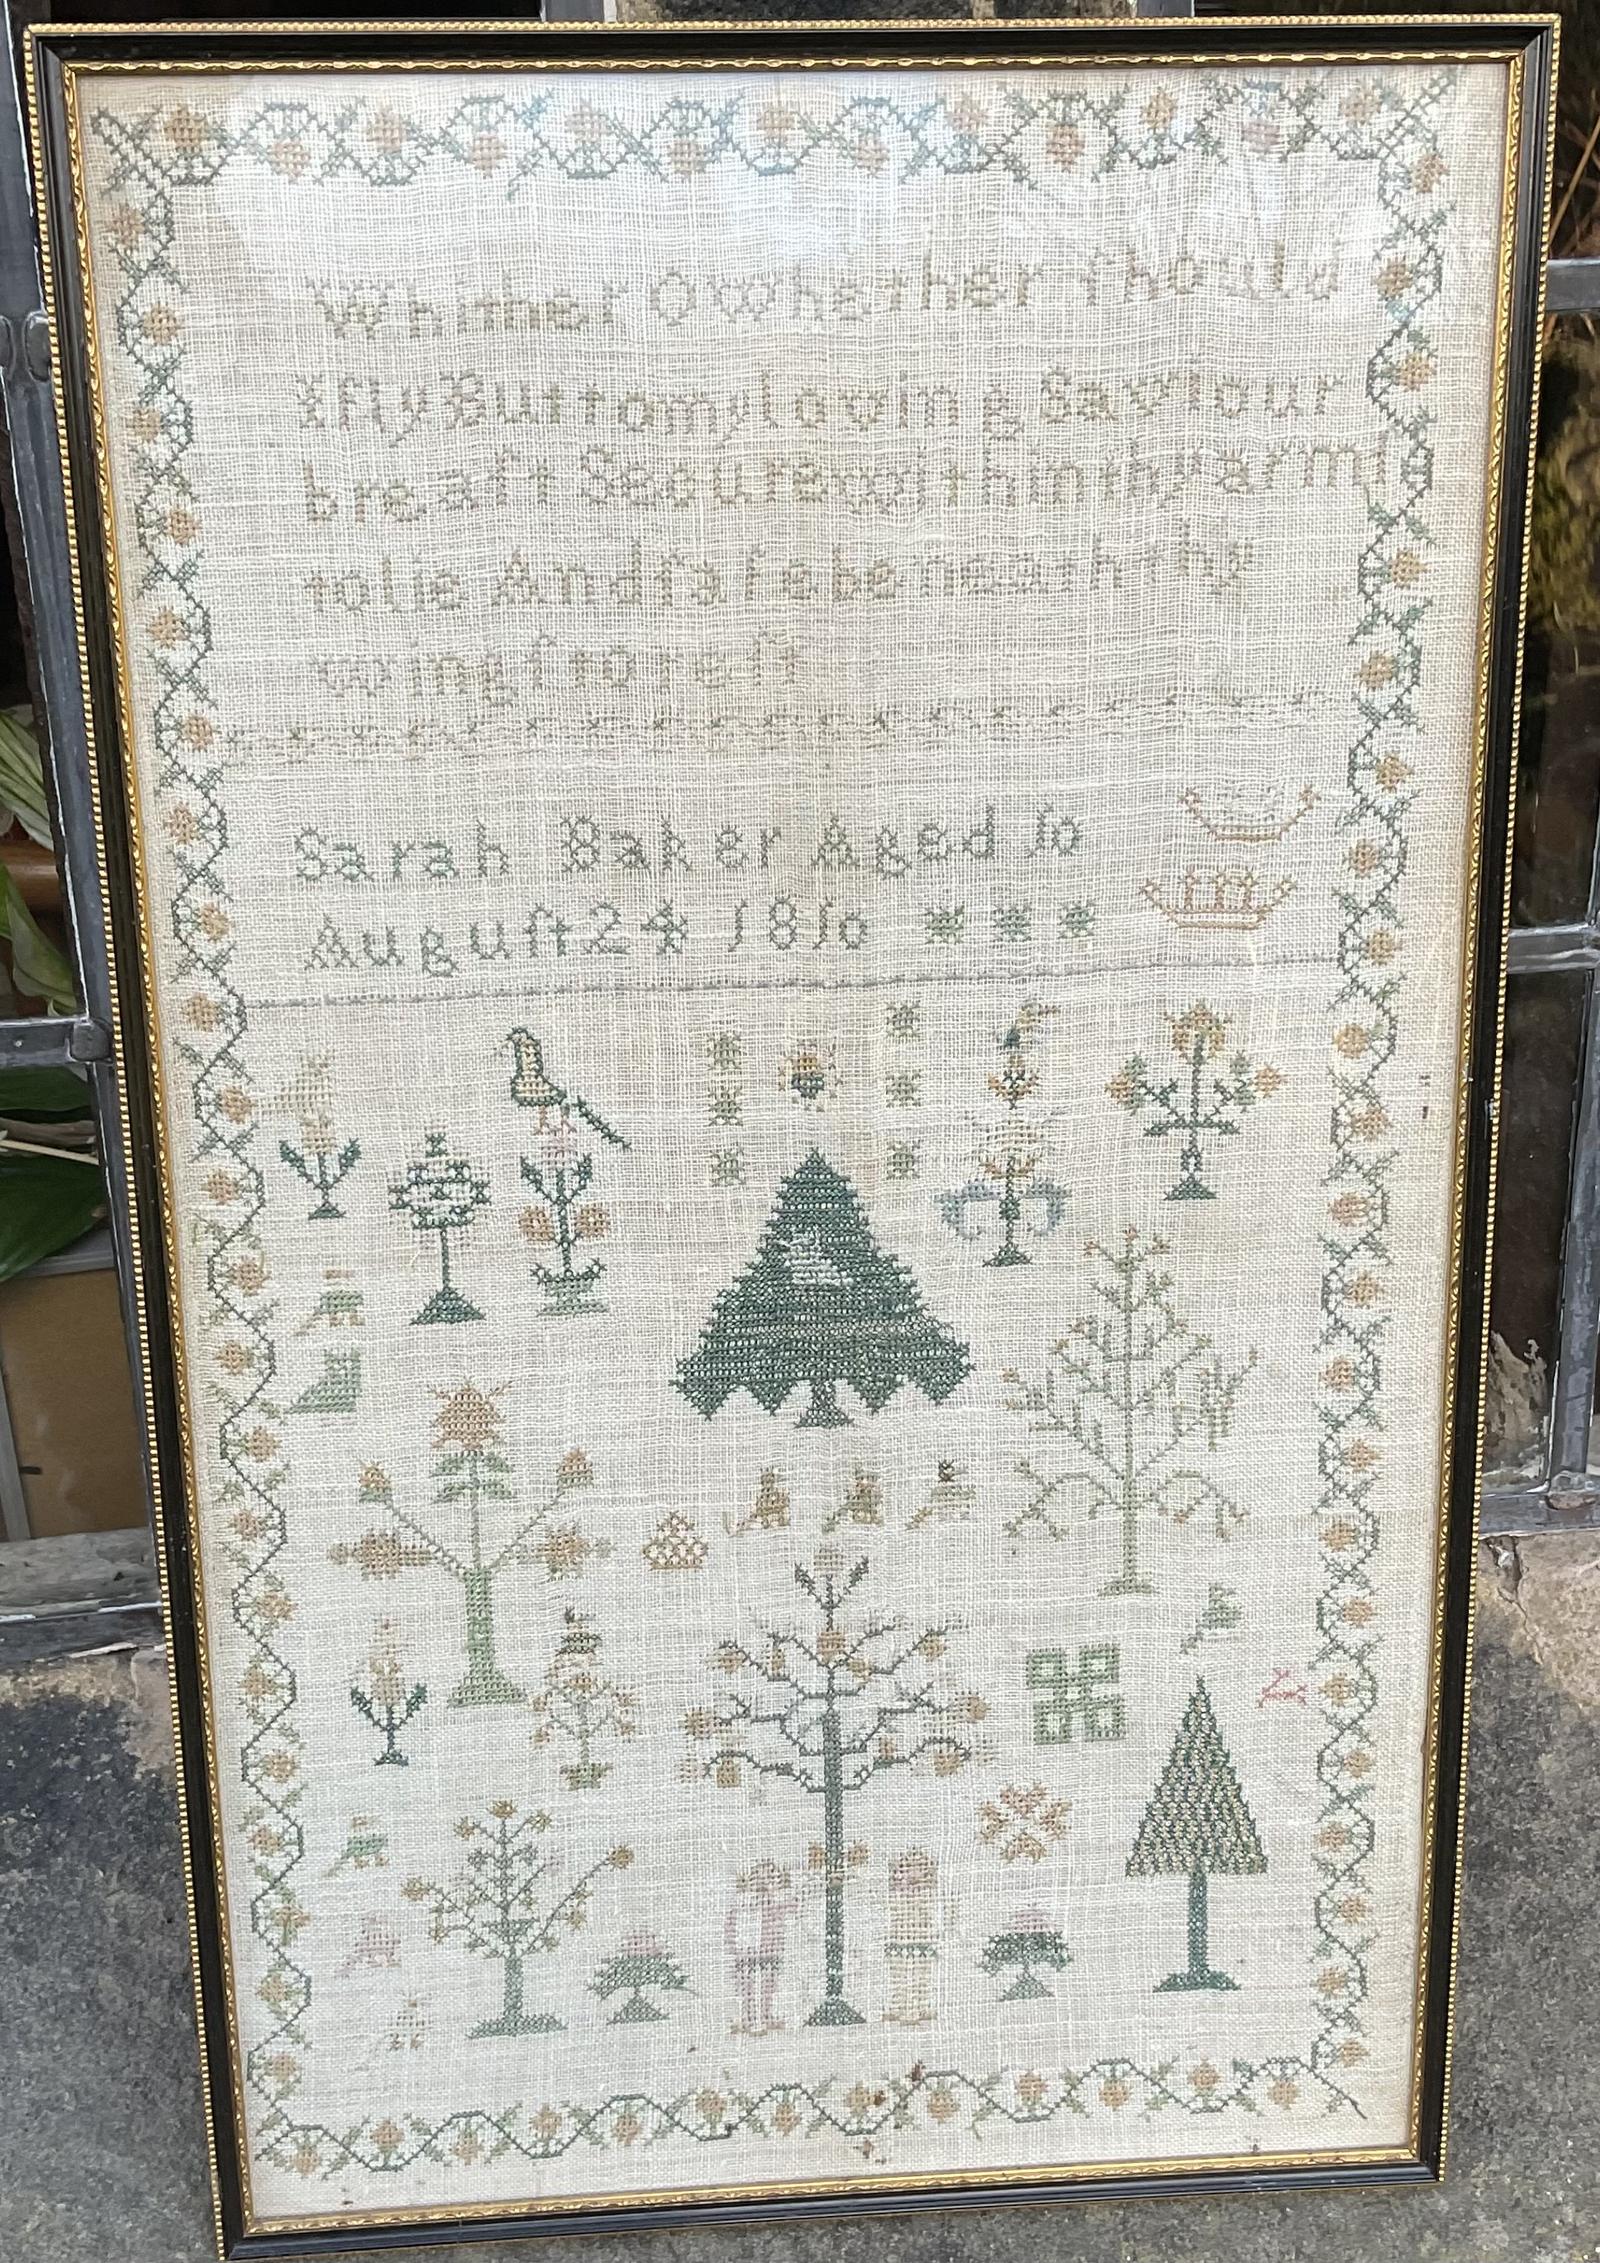 Whither O whether ſhould
I fly But to my loving Saviour
breaſt Secure within thy arms
to lie And ſafe beneath thy
wingſ to reſt
Sarah Baker Aged 10
Auguſt 24 1810